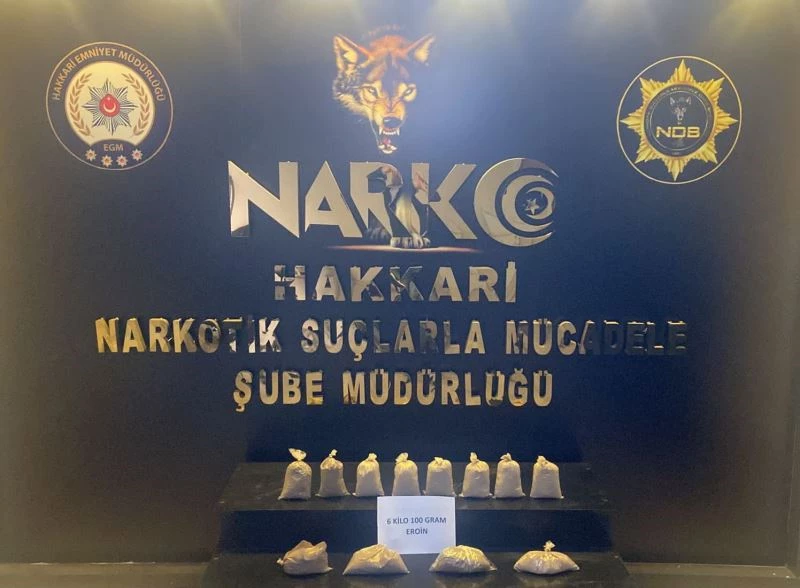 HAKKARİ EMNİYET MÜDÜRLÜĞÜ
EGM
NDB
NARKO
HAKKARİ
NARKOTİK SUÇLARLA MÜCADELE
ŞUBE MÜDÜRLÜĞÜ
6 KİLO 100 GRAM
EROİN